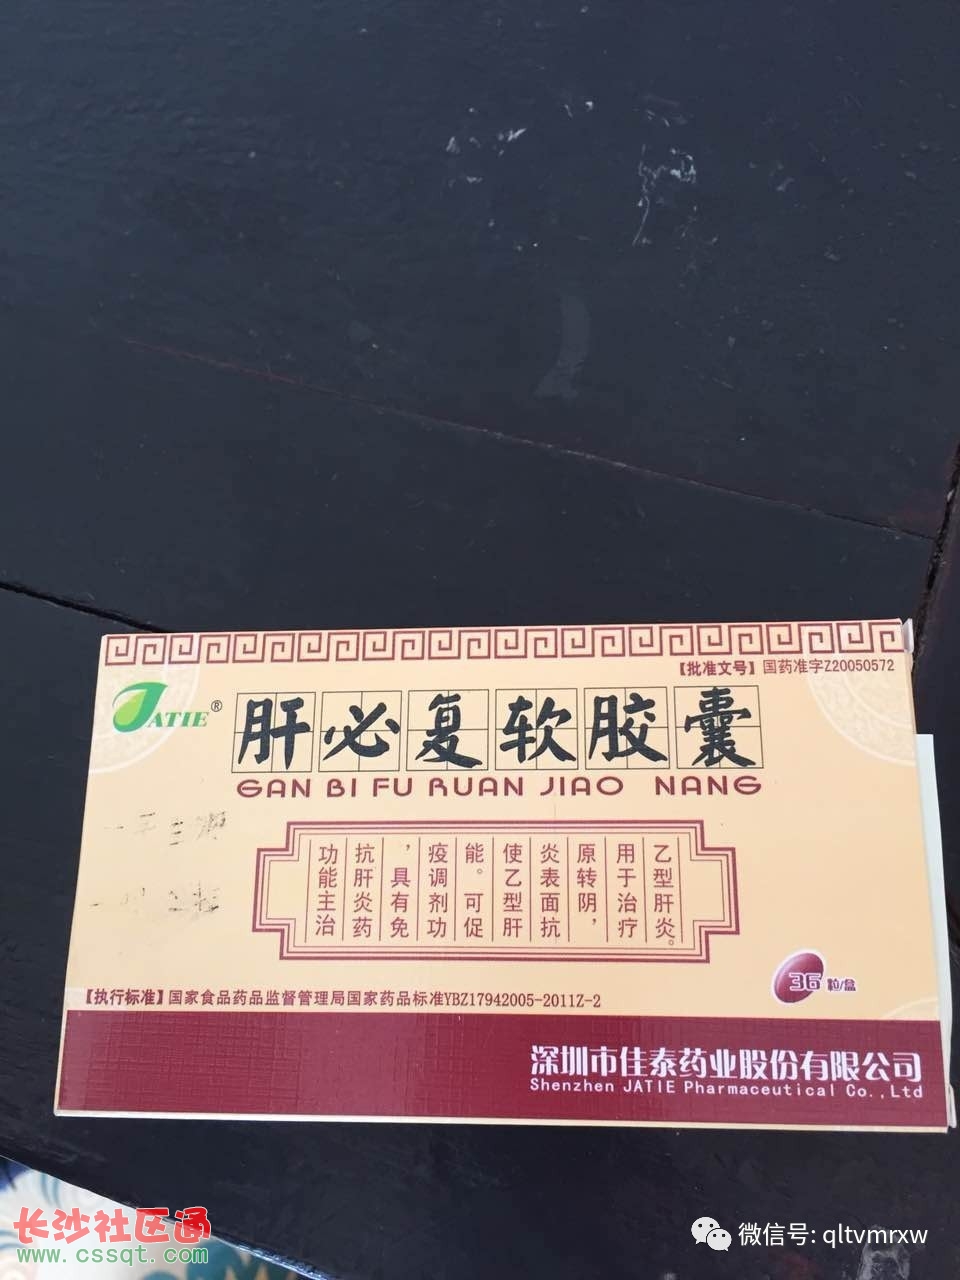 【批准文号】国药准字Z20050572
JATIE®
肝必复软胶囊
GAN BI FU RUAN JIAO NANG
功能主治
抗肝炎药
，具有免
疫调剂功
能。可促
使乙型肝
炎表面抗
原转阴，
用于治疗
乙型肝炎。
36粒/盒
【执行标准】国家食品药品监督管理局国家药品标准YBZ17942005-2011Z-2
深圳市佳泰药业股份有限公司
Shenzhen JATIE Pharmaceutical Co.,Ltd
长沙社区通
www.cssqt.com
微信号: qltvmrxw